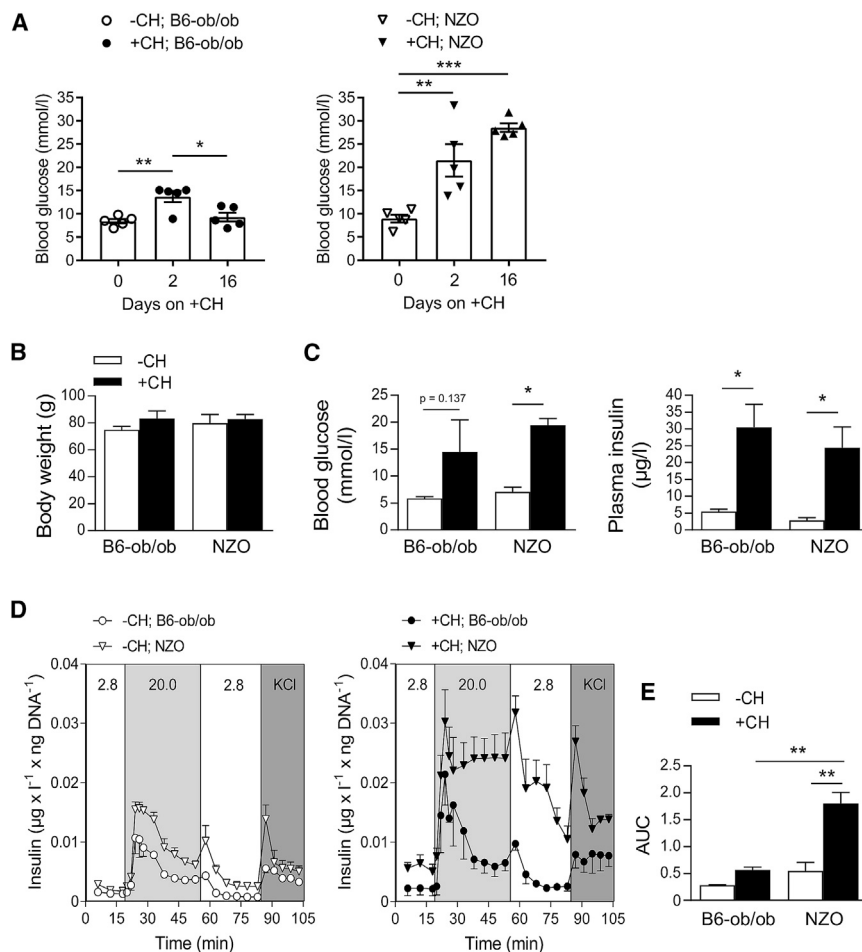 A
-CH; B6-ob/ob
+CH; B6-ob/ob
-CH; NZO
+CH; NZO
Blood glucose (mmol/l)
35
30
25
20
15
10
5
0
**
*
0 2 16
Days on +CH
Blood glucose (mmol/l)
35
30
25
20
15
10
5
0
***
**
0 2 16
Days on +CH
B
-CH
+CH
Body weight (g)
100
80
60
40
20
0
B6-ob/ob NZO
C
Blood glucose
(mmol/l)
25
20
15
10
5
0
p = 0.137
*
B6-ob/ob NZO
Plasma insulin
(µg/l)
40
35
30
25
20
15
10
5
0
*
*
B6-ob/ob NZO
D
-CH; B6-ob/ob
-CH; NZO
Insulin (µg x l⁻¹ x ng DNA⁻¹)
0.04
0.03
0.02
0.01
0
2.8 20.0 2.8 KCl
0 15 30 45 60 75 90 105
Time (min)
+CH; B6-ob/ob
+CH; NZO
Insulin (µg x l⁻¹ x ng DNA⁻¹)
0.04
0.03
0.02
0.01
0
2.8 20.0 2.8 KCl
0 15 30 45 60 75 90 105
Time (min)
E
-CH
+CH
AUC
2.5
2.0
1.5
1.0
0.5
0
**
**
B6-ob/ob NZO